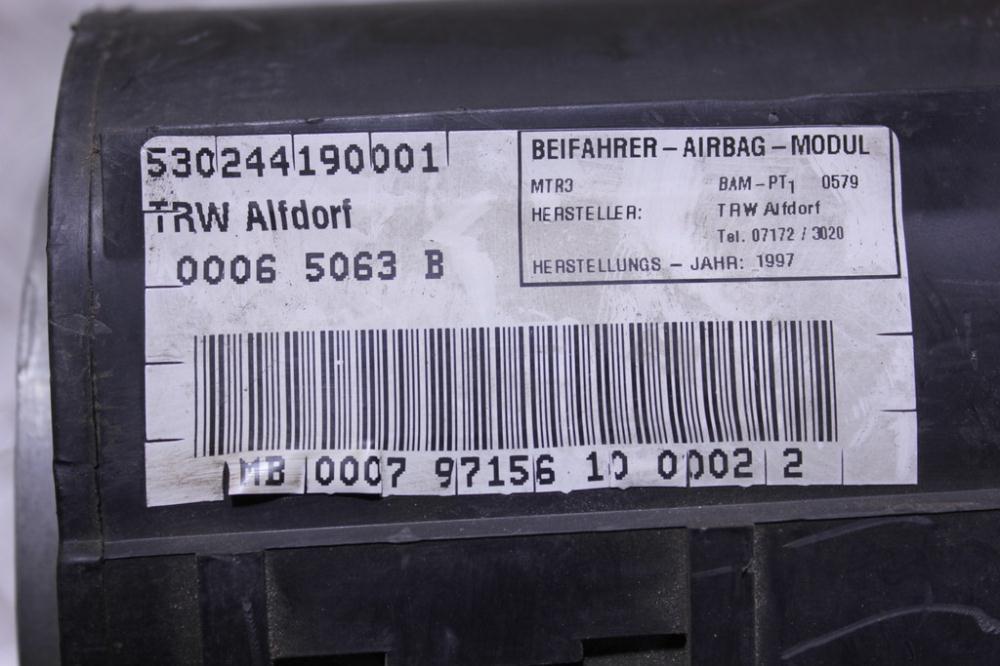 530244190001
TRW Alfdorf
0006 5063 B
BEIFAHRER – AIRBAG – MODUL
MTR3 BAM – PT1 0579
HERSTELLER: TRW Alfdorf
Tel. 07172 / 3020
HERSTELLUNGS – JAHR: 1997
MB 0007 97156 10 0002 2